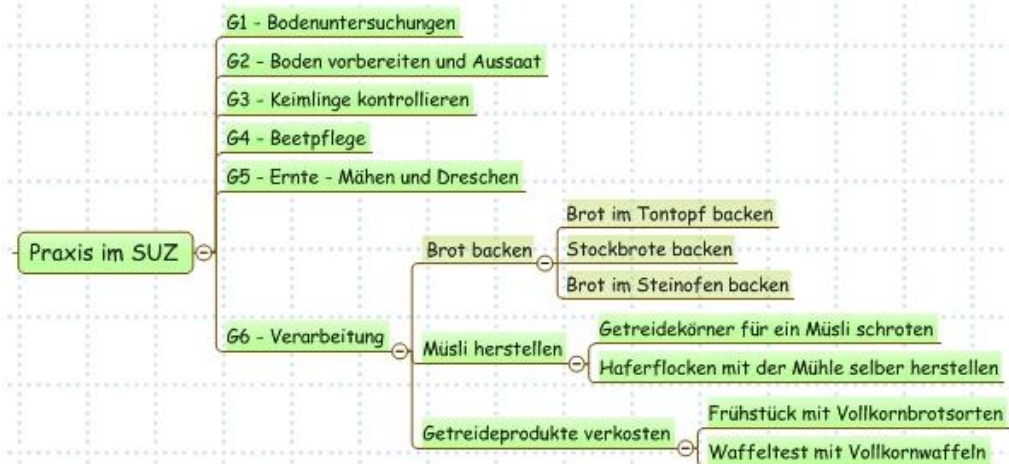 G1 - Bodenuntersuchungen
G2 - Boden vorbereiten und Aussaat
G3 - Keimlinge kontrollieren
G4 - Beetpflege
G5 - Ernte - Mähen und Dreschen
Praxis im SUZ
G6 - Verarbeitung
Brot backen
Brot im Tontopf backen
Stockbrote backen
Brot im Steinofen backen
Müsli herstellen
Getreidekörner für ein Müsli schroten
Haferflocken mit der Mühle selber herstellen
Getreideprodukte verkosten
Frühstück mit Vollkornbrotsorten
Waffeltest mit Vollkornwaffeln